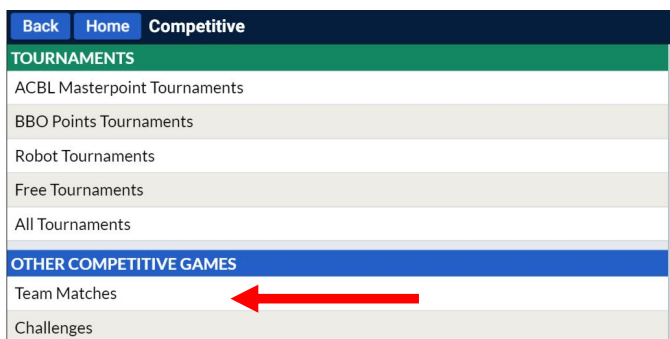 Back Home Competitive
TOURNAMENTS
ACBL Masterpoint Tournaments
BBO Points Tournaments
Robot Tournaments
Free Tournaments
All Tournaments
OTHER COMPETITIVE GAMES
Team Matches
Challenges